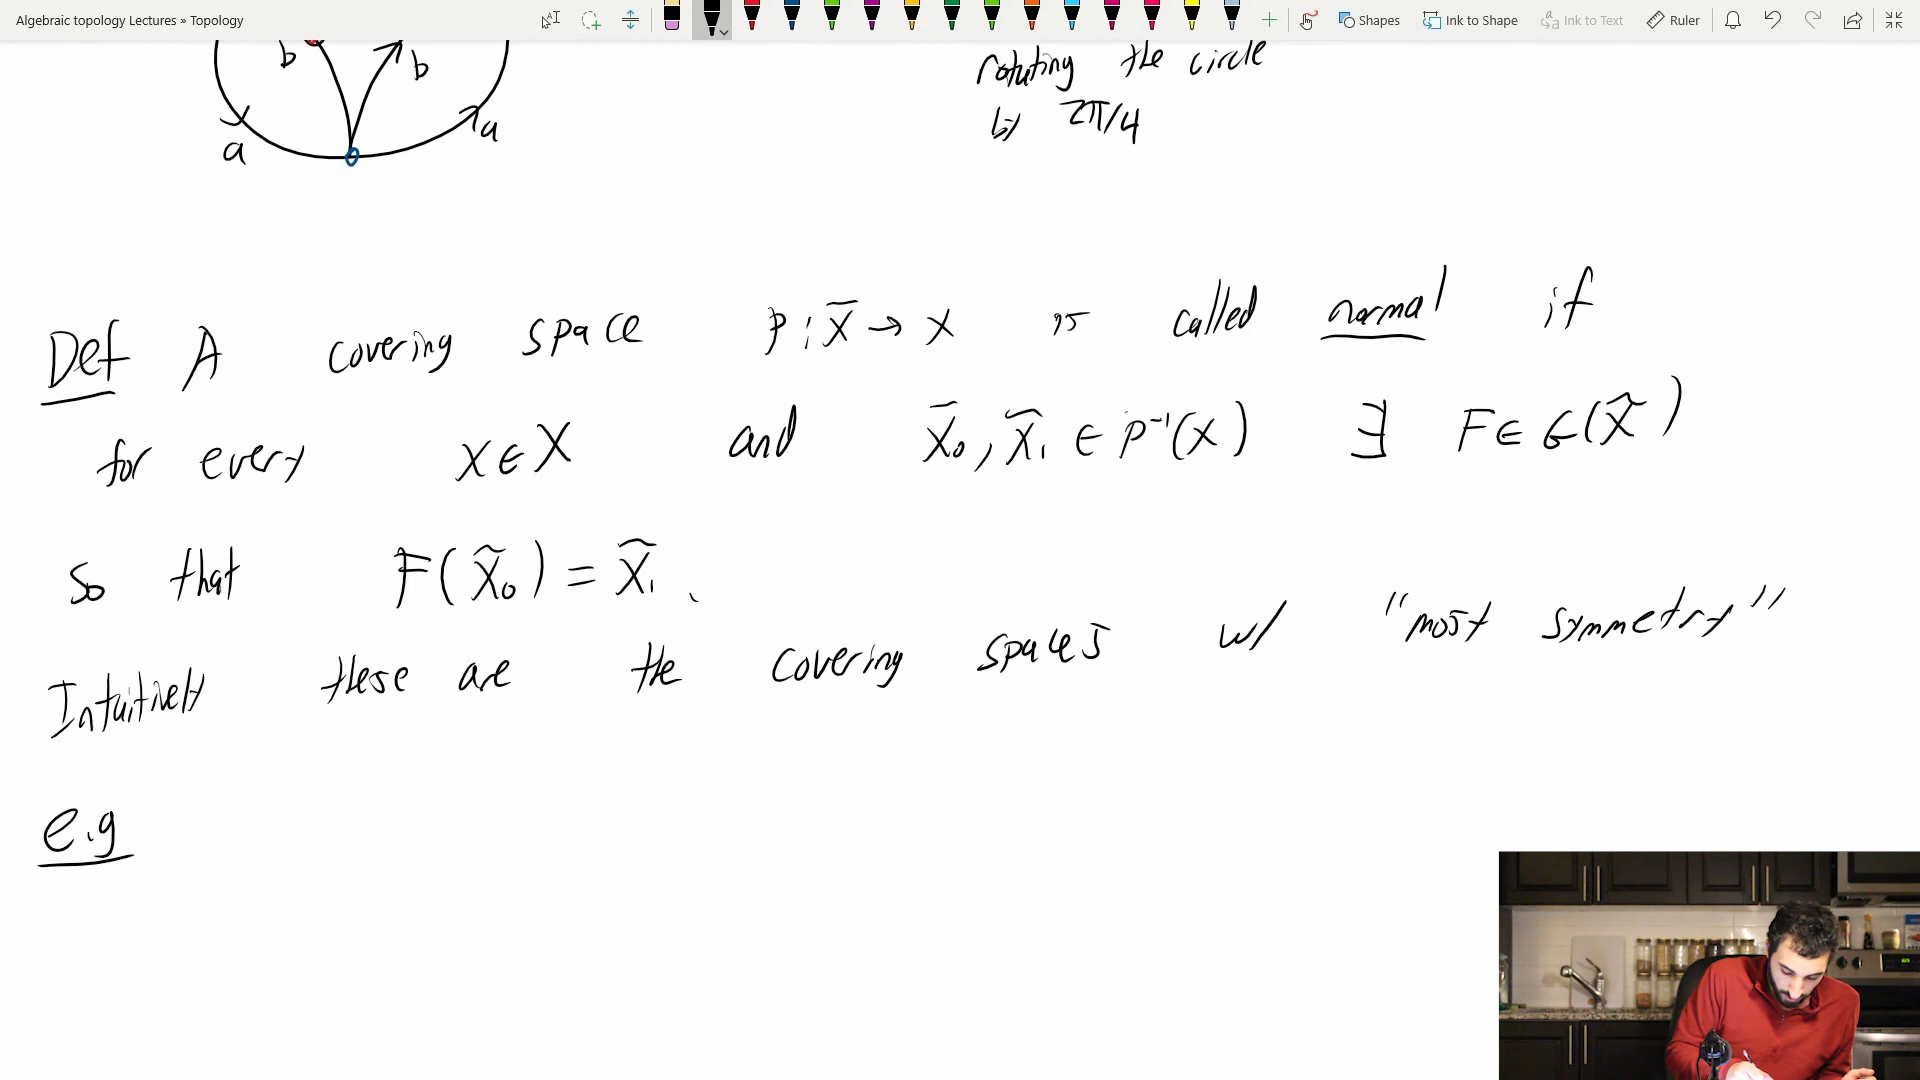 Algebraic topology Lectures » Topology
Shapes
Ink to Shape
Ink to Text
Ruler
b
b
a
a
rotating the circle
by 2π/4
Def A covering space p : X̃ → X is called normal if
for every x ∈ X and x̃₀, x̃₁ ∈ p⁻¹(x) ∃ F ∈ G(X̃)
so that F(x̃₀) = x̃₁.
Intuitively these are the covering spaces w/ "most symmetry"
e.g